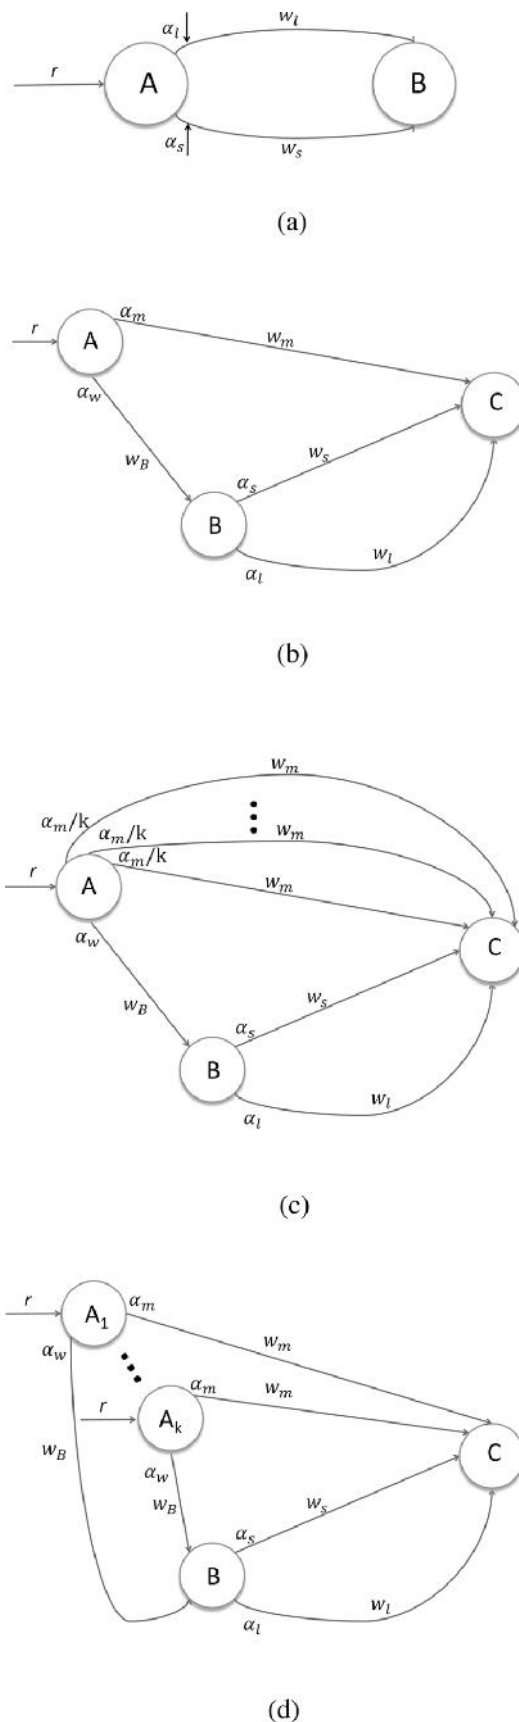 α_l w_l
r A B
α_s w_s
(a)
α_m
r A w_m
α_w C
w_B w_s
α_s
B w_l
α_l
(b)
w_m
α_m/k
α_m/k w_m
α_m/k
r A w_m
α_w C
w_B w_s
α_s
B
α_l w_l
(c)
r A₁ α_m
α_w w_m
α_m w_m
r A_k
w_B α_w C
w_B w_s
α_s
B
α_l w_l
(d)